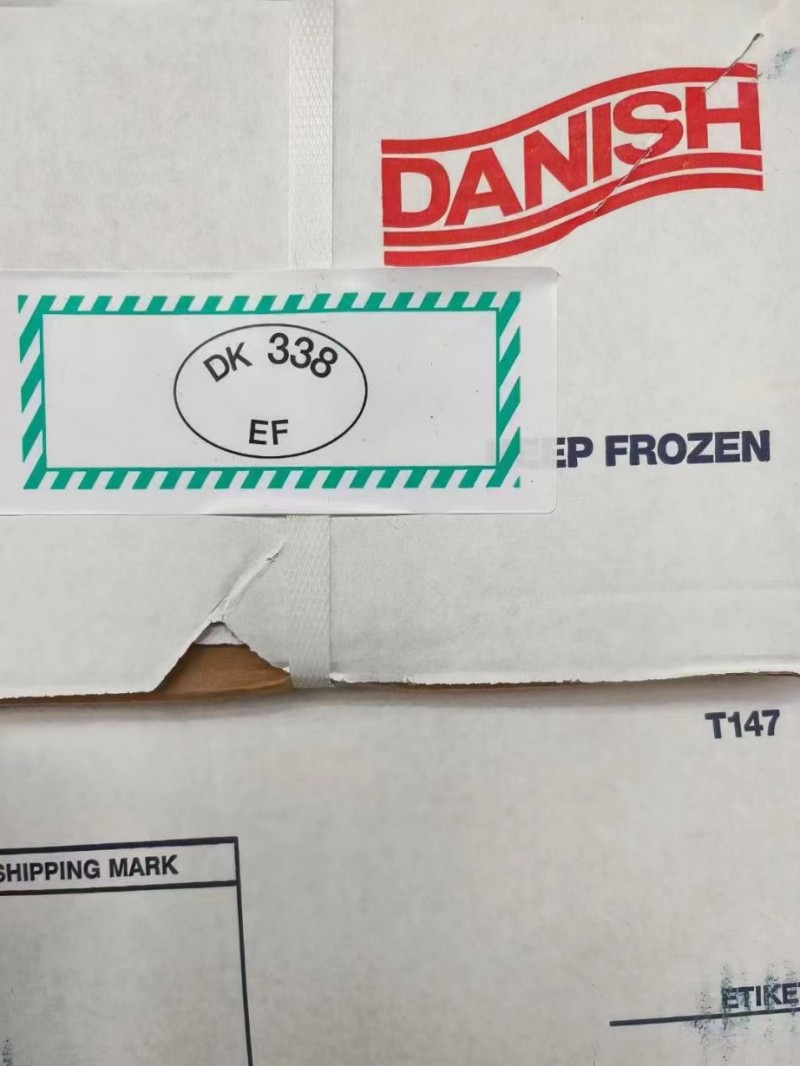 DANISH
DK 338
EF
EP FROZEN
T147
SHIPPING MARK
ETIKE